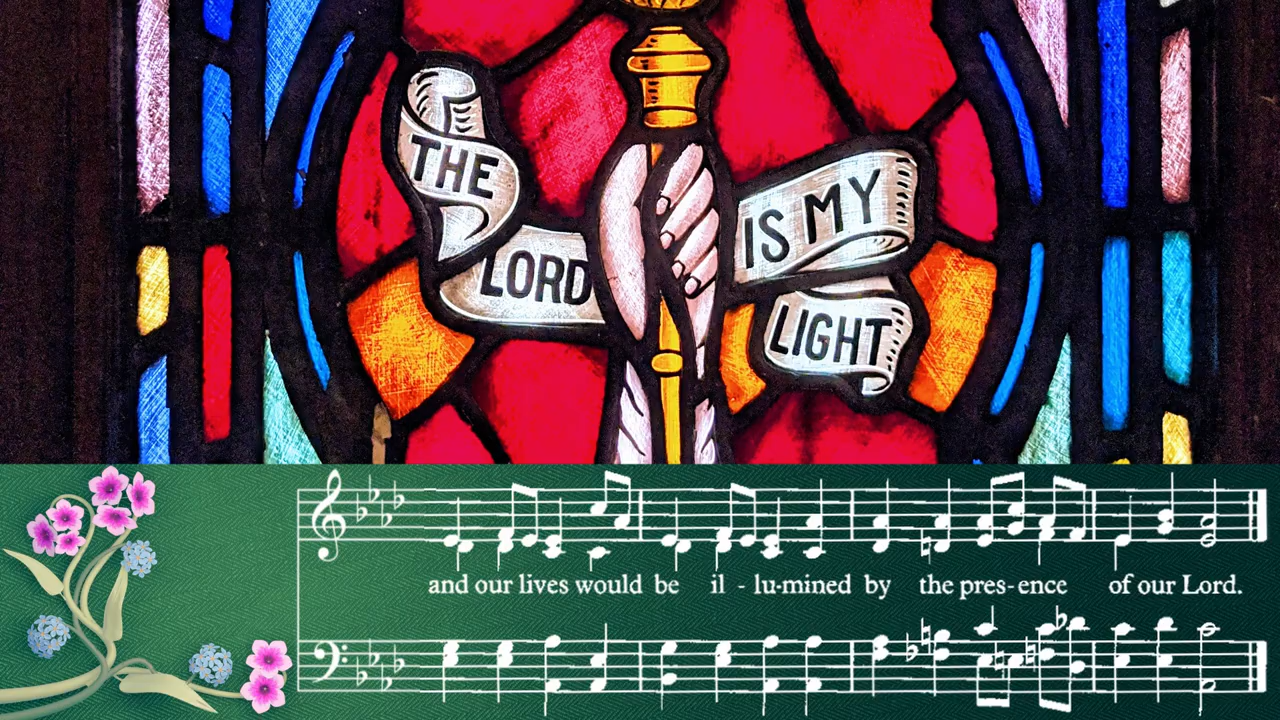 THE
LORD
IS MY
LIGHT
and our lives would be il - lu-mined by the pres-ence of our Lord.